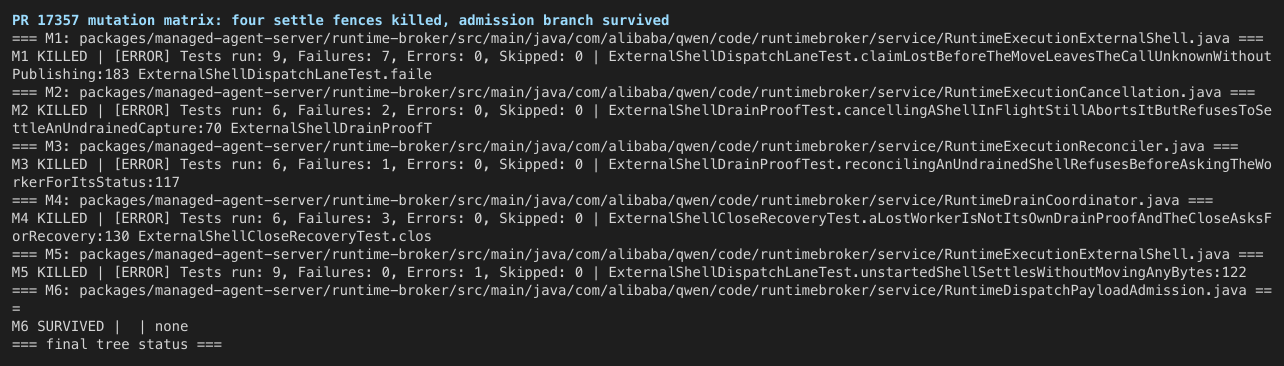 PR 17357 mutation matrix: four settle fences killed, admission branch survived
=== M1: packages/managed-agent-server/runtime-broker/src/main/java/com/alibaba/qwen/code/runtimebroker/service/RuntimeExecutionExternalShell.java ===
M1 KILLED | [ERROR] Tests run: 9, Failures: 7, Errors: 0, Skipped: 0 | ExternalShellDispatchLaneTest.claimLostBeforeTheMoveLeavesTheCallUnknownWithout
Publishing:183 ExternalShellDispatchLaneTest.faile
=== M2: packages/managed-agent-server/runtime-broker/src/main/java/com/alibaba/qwen/code/runtimebroker/service/RuntimeExecutionCancellation.java ===
M2 KILLED | [ERROR] Tests run: 6, Failures: 2, Errors: 0, Skipped: 0 | ExternalShellDrainProofTest.cancellingAShellInFlightStillAbortsItButRefusesToSe
ttleAnUndrainedCapture:70 ExternalShellDrainProofT
=== M3: packages/managed-agent-server/runtime-broker/src/main/java/com/alibaba/qwen/code/runtimebroker/service/RuntimeExecutionReconciler.java ===
M3 KILLED | [ERROR] Tests run: 6, Failures: 1, Errors: 0, Skipped: 0 | ExternalShellDrainProofTest.reconcilingAnUndrainedShellRefusesBeforeAskingTheWo
rkerForItsStatus:117
=== M4: packages/managed-agent-server/runtime-broker/src/main/java/com/alibaba/qwen/code/runtimebroker/service/RuntimeDrainCoordinator.java ===
M4 KILLED | [ERROR] Tests run: 6, Failures: 3, Errors: 0, Skipped: 0 | ExternalShellCloseRecoveryTest.aLostWorkerIsNotItsOwnDrainProofAndTheCloseAsksF
orRecovery:130 ExternalShellCloseRecoveryTest.clos
=== M5: packages/managed-agent-server/runtime-broker/src/main/java/com/alibaba/qwen/code/runtimebroker/service/RuntimeExecutionExternalShell.java ===
M5 KILLED | [ERROR] Tests run: 9, Failures: 0, Errors: 1, Skipped: 0 | ExternalShellDispatchLaneTest.unstartedShellSettlesWithoutMovingAnyBytes:122
=== M6: packages/managed-agent-server/runtime-broker/src/main/java/com/alibaba/qwen/code/runtimebroker/service/RuntimeDispatchPayloadAdmission.java ==
=
M6 SURVIVED |  | none
=== final tree status ===